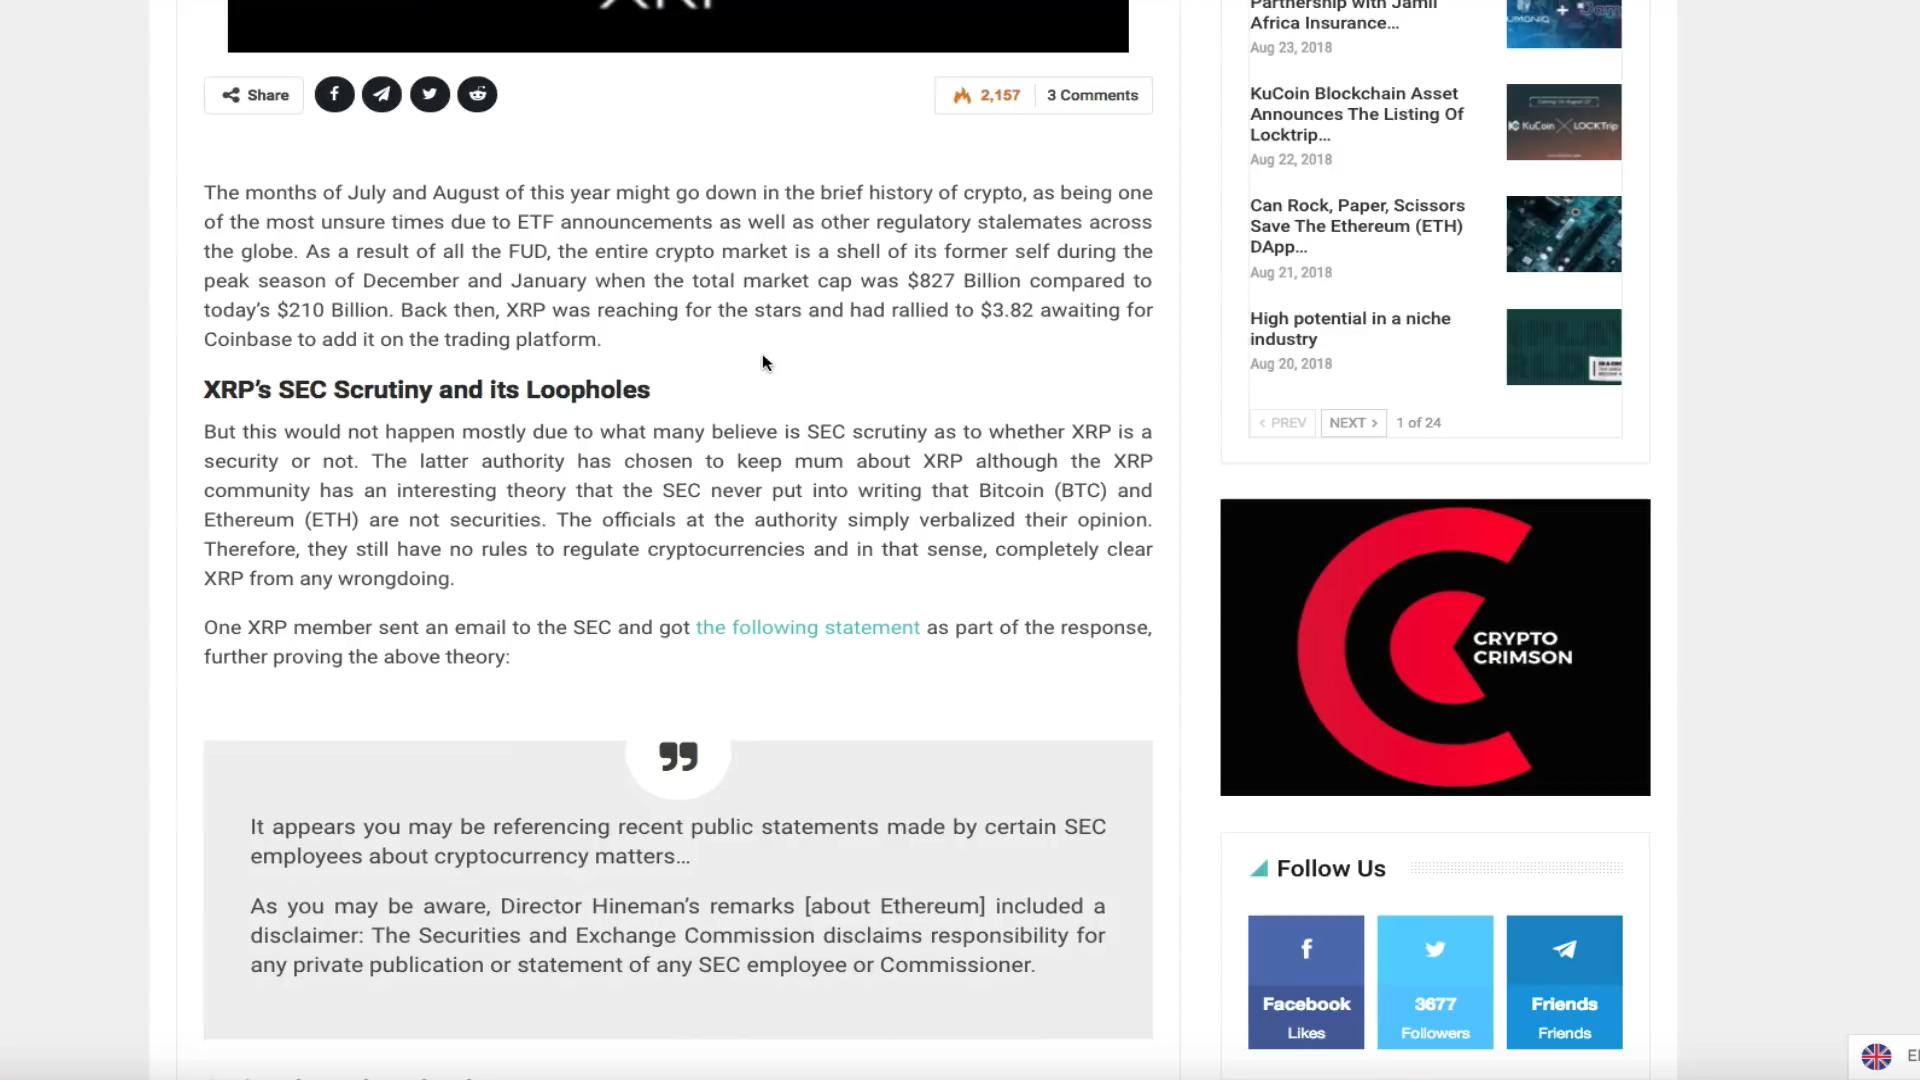 Partnership with Jamii
Africa Insurance...
Aug 23, 2018
Share
2,157
3 Comments
KuCoin Blockchain Asset
Announces The Listing Of
Locktrip...
Aug 22, 2018
KuCoin
LOCKTrip
The months of July and August of this year might go down in the brief history of crypto, as being one
of the most unsure times due to ETF announcements as well as other regulatory stalemates across
the globe. As a result of all the FUD, the entire crypto market is a shell of its former self during the
peak season of December and January when the total market cap was $827 Billion compared to
today's $210 Billion. Back then, XRP was reaching for the stars and had rallied to $3.82 awaiting for
Coinbase to add it on the trading platform.
Can Rock, Paper, Scissors
Save The Ethereum (ETH)
DApp...
Aug 21, 2018
High potential in a niche
industry
Aug 20, 2018
< PREV
NEXT >
1 of 24
XRP's SEC Scrutiny and its Loopholes
But this would not happen mostly due to what many believe is SEC scrutiny as to whether XRP is a
security or not. The latter authority has chosen to keep mum about XRP although the XRP
community has an interesting theory that the SEC never put into writing that Bitcoin (BTC) and
Ethereum (ETH) are not securities. The officials at the authority simply verbalized their opinion.
Therefore, they still have no rules to regulate cryptocurrencies and in that sense, completely clear
XRP from any wrongdoing.
One XRP member sent an email to the SEC and got the following statement as part of the response,
further proving the above theory:
CRYPTO
CRIMSON
It appears you may be referencing recent public statements made by certain SEC
employees about cryptocurrency matters...
As you may be aware, Director Hineman's remarks [about Ethereum] included a
disclaimer: The Securities and Exchange Commission disclaims responsibility for
any private publication or statement of any SEC employee or Commissioner.
Follow Us
Facebook
Likes
3677
Followers
Friends
Friends